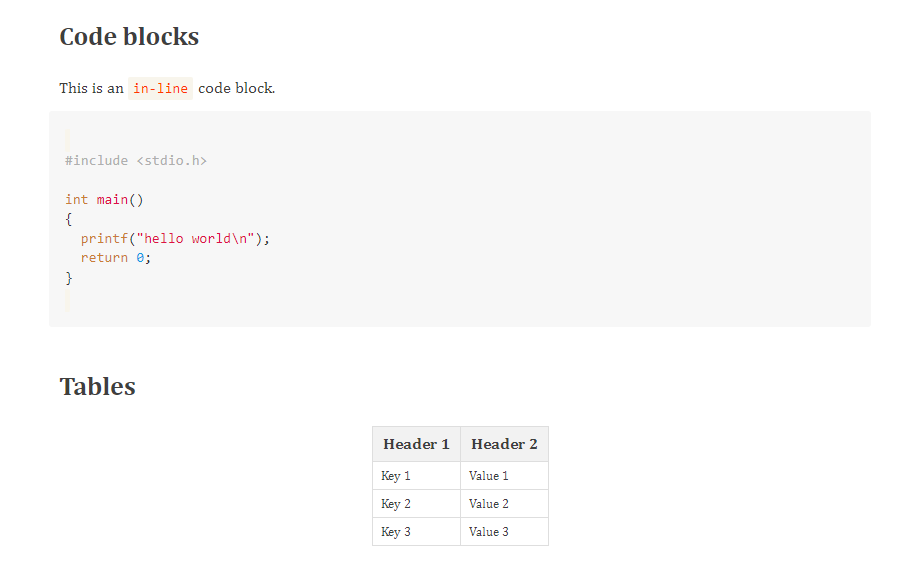 Code blocks
This is an in-line code block.
#include <stdio.h>
int main()
{
  printf("hello world\n");
  return 0;
}
Tables
Header 1 Header 2
Key 1 Value 1
Key 2 Value 2
Key 3 Value 3